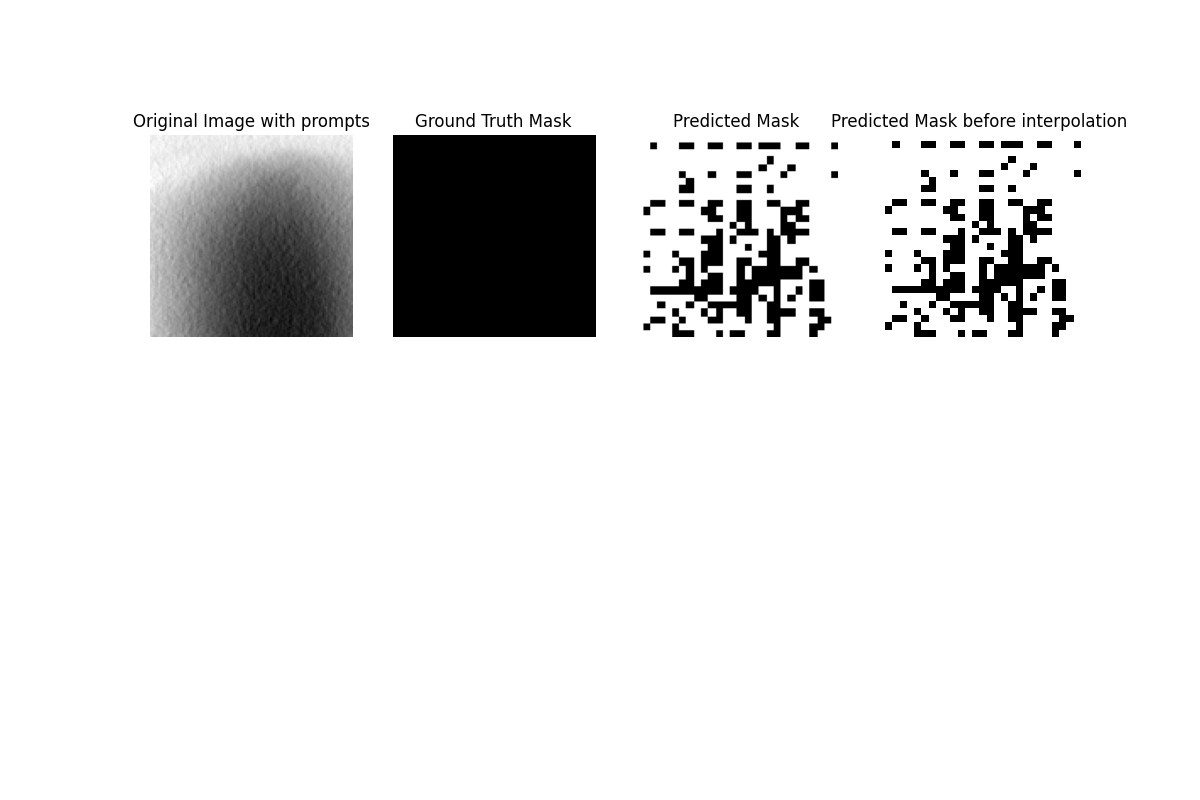 Original Image with prompts
Ground Truth Mask
Predicted Mask
Predicted Mask before interpolation